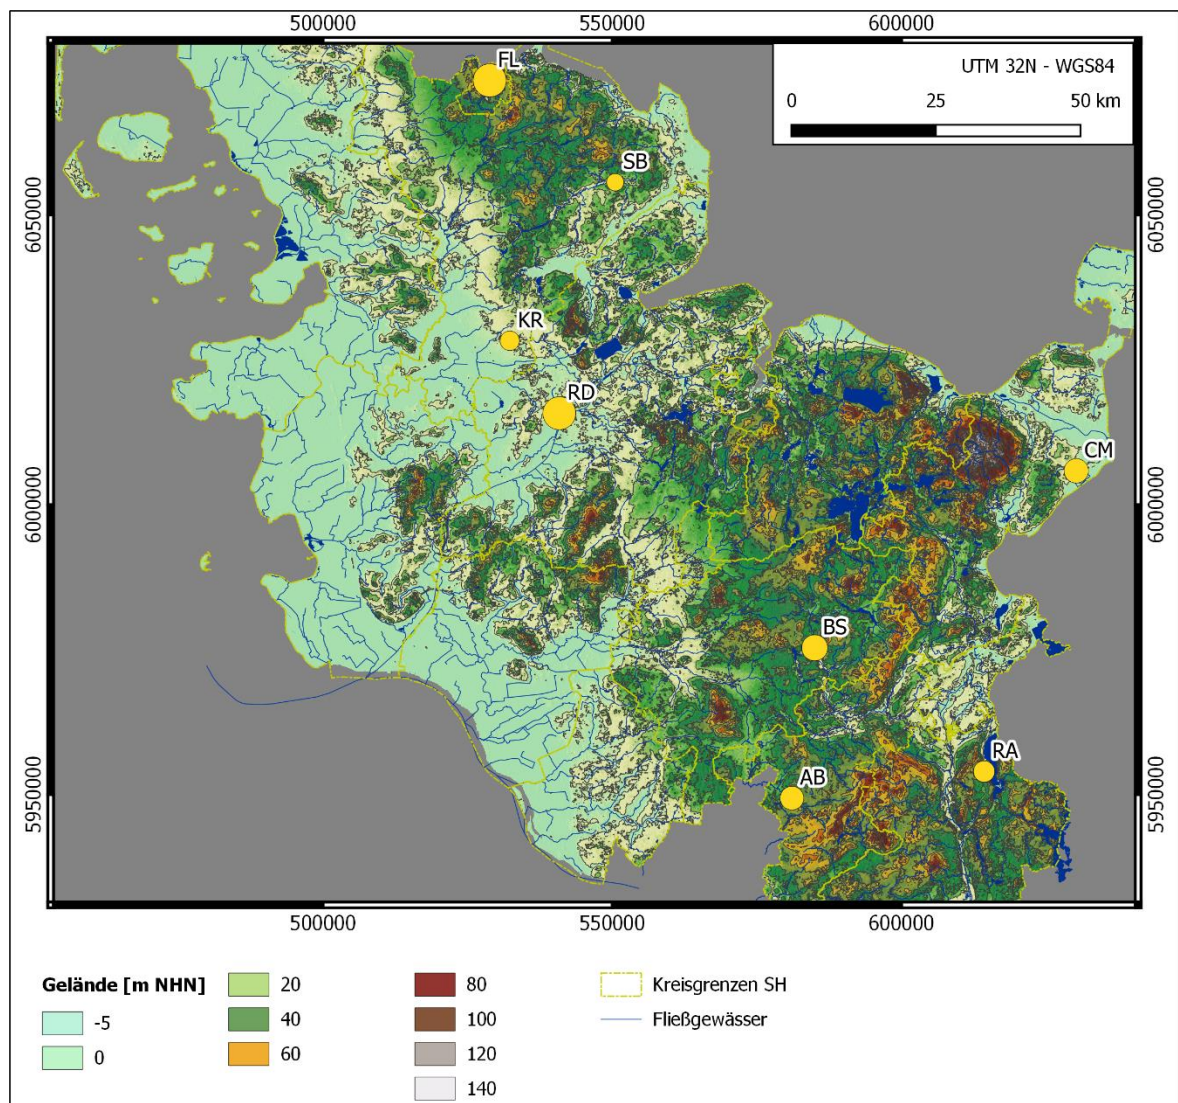 500000 550000 600000
UTM 32N - WGS84
0 25 50 km
FL
SB
6050000 6050000
KR
RD
CM
6000000 6000000
BS
RA
AB
5950000 5950000
500000 550000 600000
Gelände [m NHN]
-5
0
20
40
60
80
100
120
140
Kreisgrenzen SH
Fließgewässer